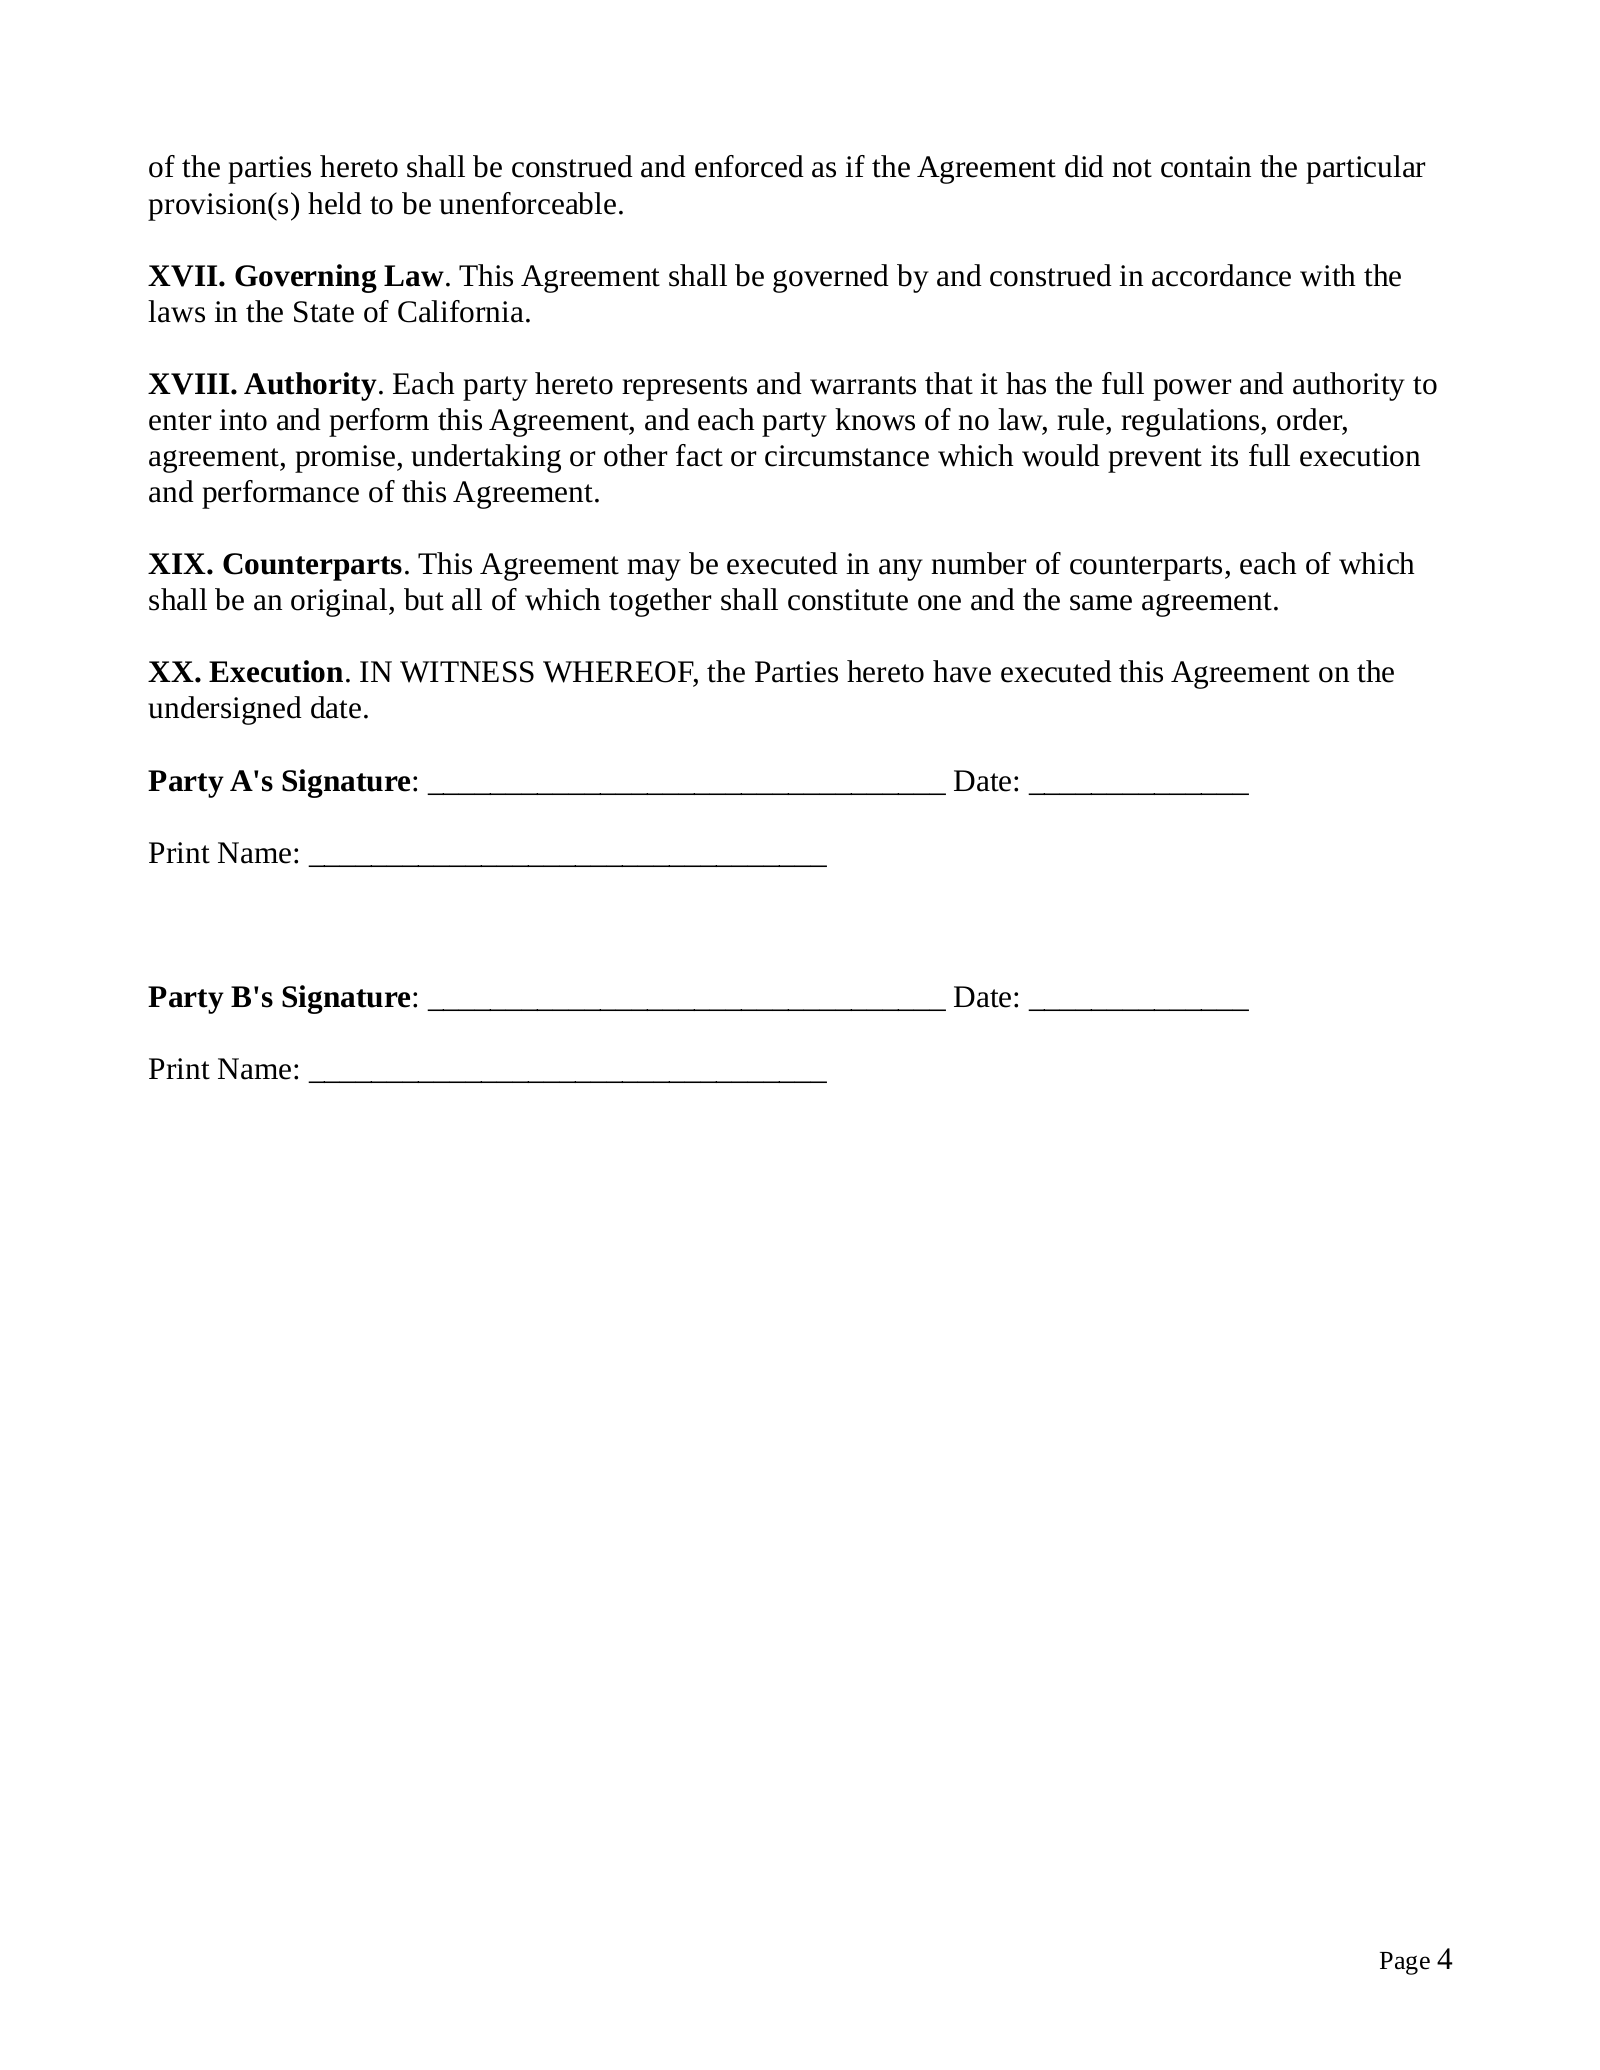 of the parties hereto shall be construed and enforced as if the Agreement did not contain the particular
provision(s) held to be unenforceable.
XVII. Governing Law. This Agreement shall be governed by and construed in accordance with the
laws in the State of California.
XVIII. Authority. Each party hereto represents and warrants that it has the full power and authority to
enter into and perform this Agreement, and each party knows of no law, rule, regulations, order,
agreement, promise, undertaking or other fact or circumstance which would prevent its full execution
and performance of this Agreement.
XIX. Counterparts. This Agreement may be executed in any number of counterparts, each of which
shall be an original, but all of which together shall constitute one and the same agreement.
XX. Execution. IN WITNESS WHEREOF, the Parties hereto have executed this Agreement on the
undersigned date.
Party A's Signature: _________________________________ Date: ______________
Print Name: _________________________________
Party B's Signature: _________________________________ Date: ______________
Print Name: _________________________________
Page 4